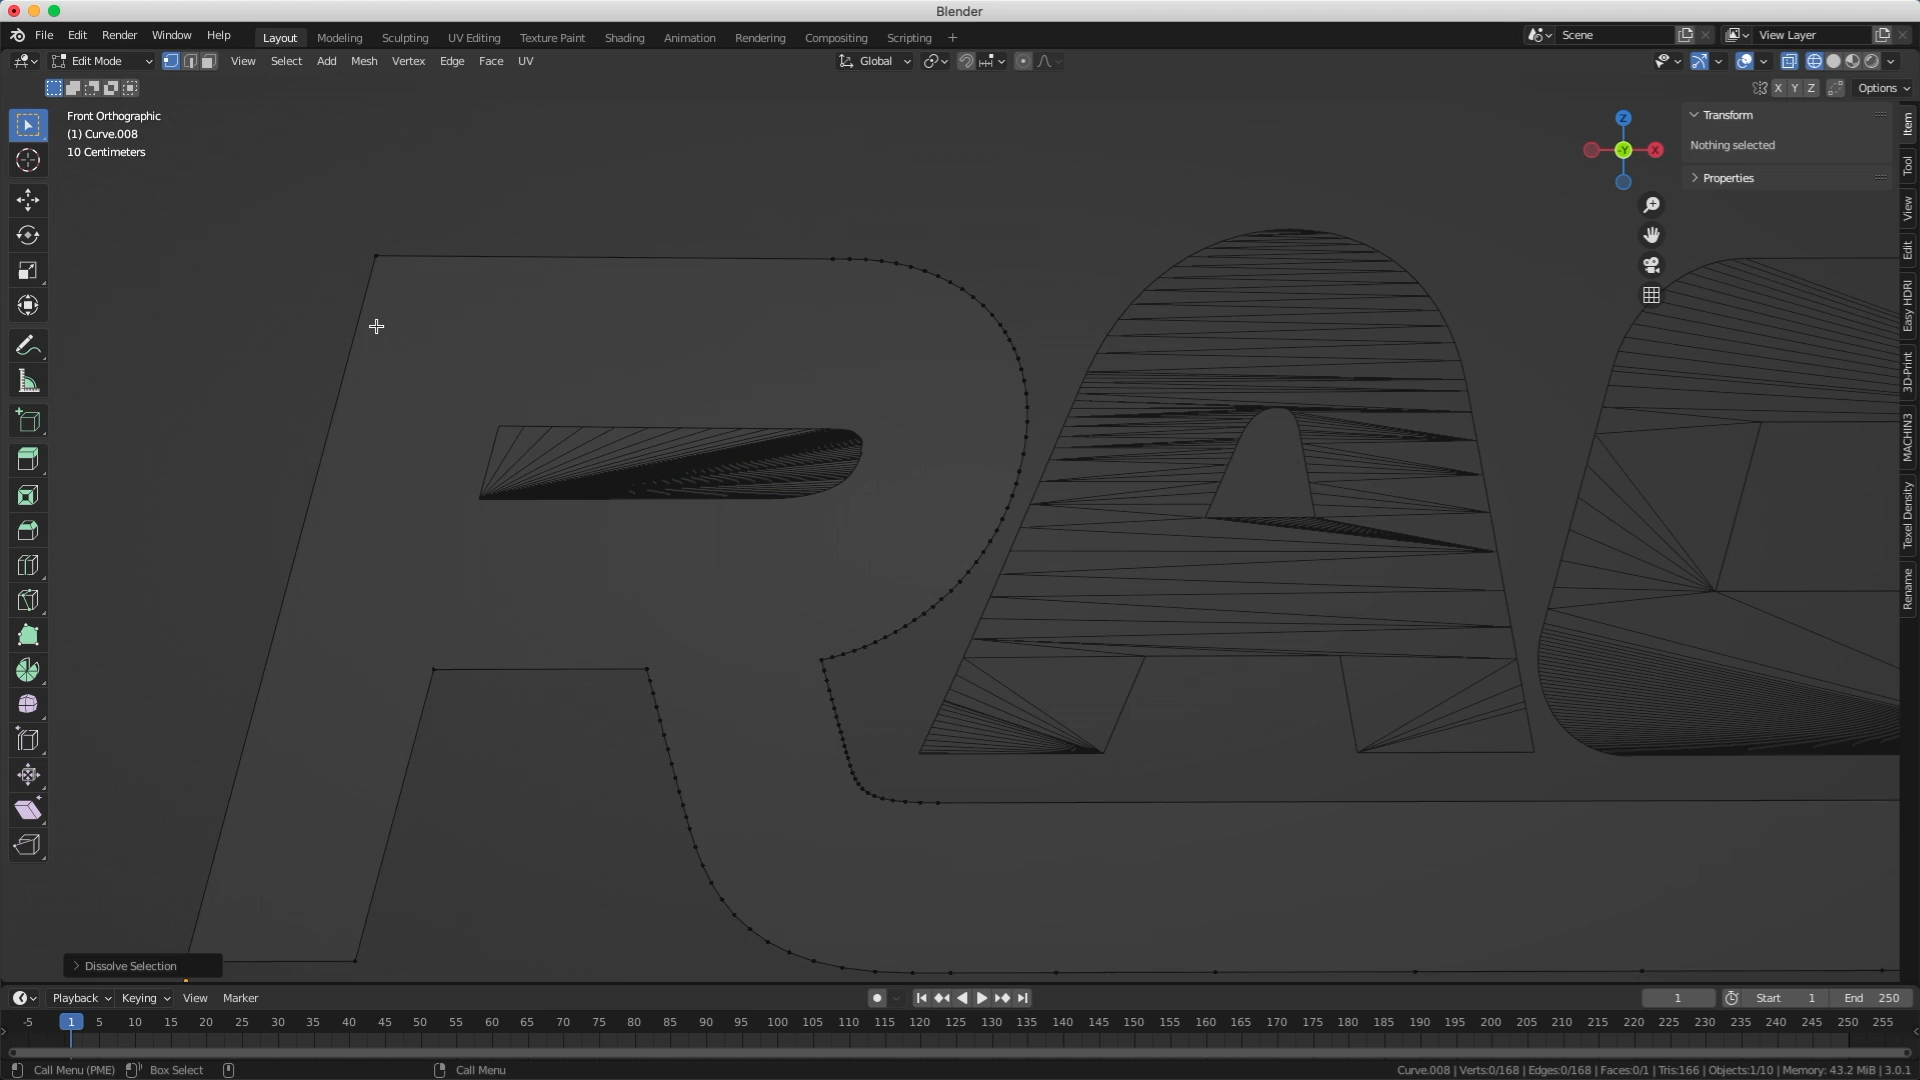 Blender
File Edit Render Window Help
Layout Modeling Sculpting UV Editing Texture Paint Shading Animation Rendering Compositing Scripting +
Scene
View Layer
Edit Mode
View Select Add Mesh Vertex Edge Face UV
Global
X Y Z
Options
Front Orthographic
(1) Curve.008
10 Centimeters
Z
-Y
X
Transform
Nothing selected
Properties
Item
Tool
View
Edit
Easy HDRI
3D-Print
MACHIN3
Texel Density
Rename
Dissolve Selection
Playback Keying View Marker
1
Start 1
End 250
-5 1 5 10 15 20 25 30 35 40 45 50 55 60 65 70 75 80 85 90 95 100 105 110 115 120 125 130 135 140 145 150 155 160 165 170 175 180 185 190 195 200 205 210 215 220 225 230 235 240 245 250 255
Call Menu (PME)
Box Select
Call Menu
Curve.008 | Verts:0/168 | Edges:0/168 | Faces:0/1 | Tris:166 | Objects:1/10 | Memory: 43.2 MiB | 3.0.1